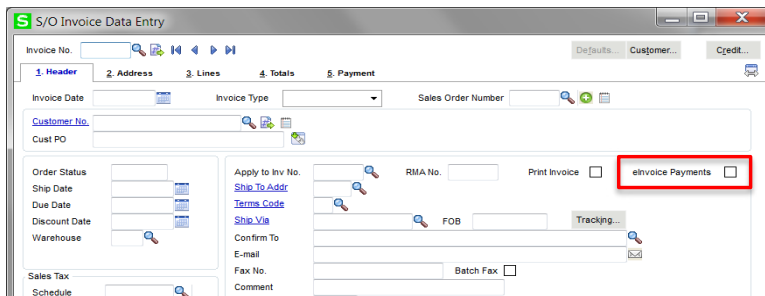 S S/O Invoice Data Entry
Invoice No. Defaults... Customer... Credit...
1. Header 2. Address 3. Lines 4. Totals 5. Payment
Invoice Date Invoice Type Sales Order Number
Customer No.
Cust PO
Order Status Apply to Inv No. RMA No. Print Invoice eInvoice Payments
Ship Date Ship To Addr
Due Date Terms Code
Discount Date Ship Via FOB Tracking...
Warehouse Confirm To
E-mail
Sales Tax Fax No. Batch Fax
Schedule Comment